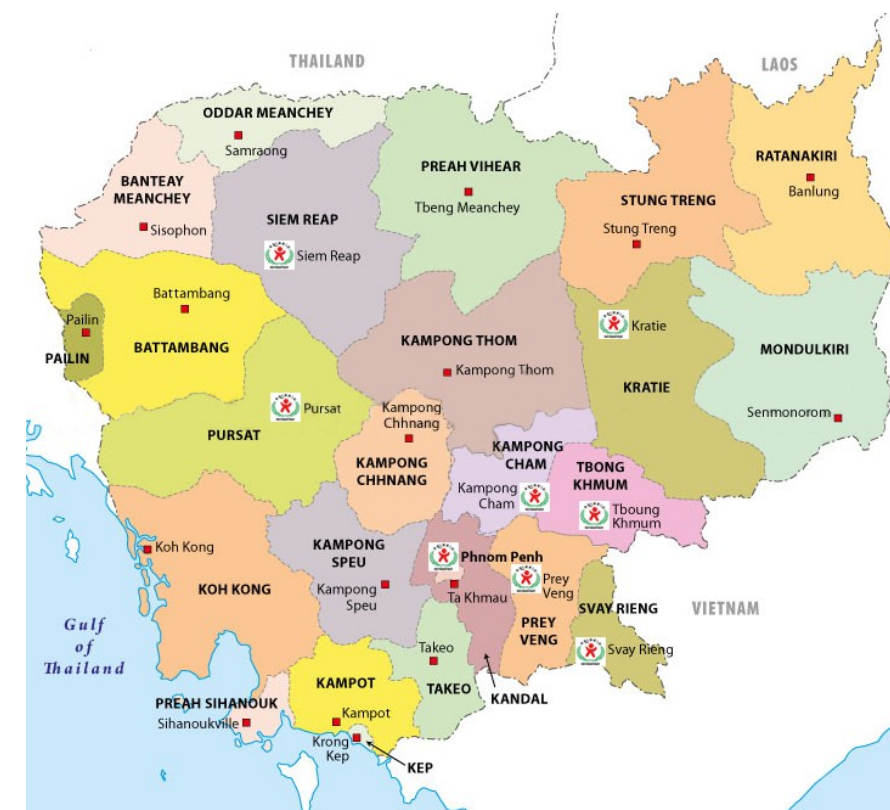 THAILAND
LAOS
ODDAR MEANCHEY
Samraong
BANTEAY
MEANCHEY
Sisophon
SIEM REAP
Siem Reap
PREAH VIHEAR
Tbeng Meanchey
STUNG TRENG
Stung Treng
RATANAKIRI
Banlung
Battambang
BATTAMBANG
Pailin
PAILIN
Pursat
PURSAT
KAMPONG THOM
Kampong Thom
Kratie
KRATIE
MONDULKIRI
Senmonorom
Kampong
Chhnang
KAMPONG
CHHNANG
KAMPONG
CHAM
Kampong
Cham
TBONG
KHMUM
Tboung
Khmum
Koh Kong
KOH KONG
KAMPONG
SPEU
Kampong
Speu
Phnom Penh
Ta Khmau
Prey
Veng
PREY
VENG
SVAY RIENG
Svay Rieng
VIETNAM
Gulf
of
Thailand
Takeo
TAKEO
KANDAL
KAMPOT
Kampot
PREAH SIHANOUK
Sihanoukville
Krong
Kep
KEP